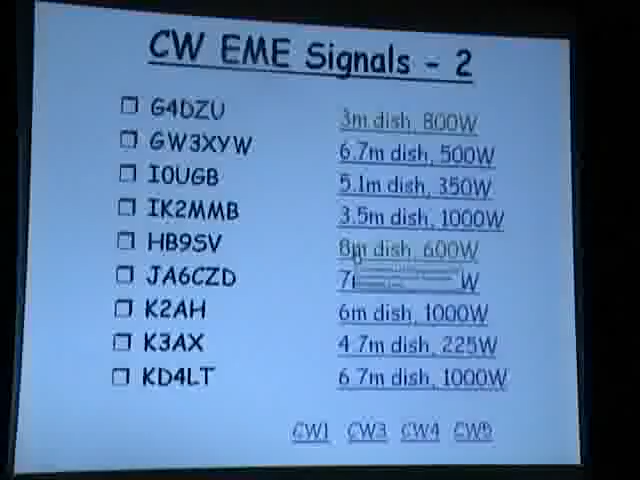 CW EME Signals - 2
G4DZU 3m dish, 800W
GW3XYW 6.7m dish, 500W
I0UGB 5.1m dish, 350W
IK2MMB 3.5m dish, 1000W
HB9SV 8m dish, 600W
JA6CZD W
K2AH 6m dish, 1000W
K3AX 4.7m dish, 225W
KD4LT 6.7m dish, 1000W
CW1 CW3 CW4 CW5